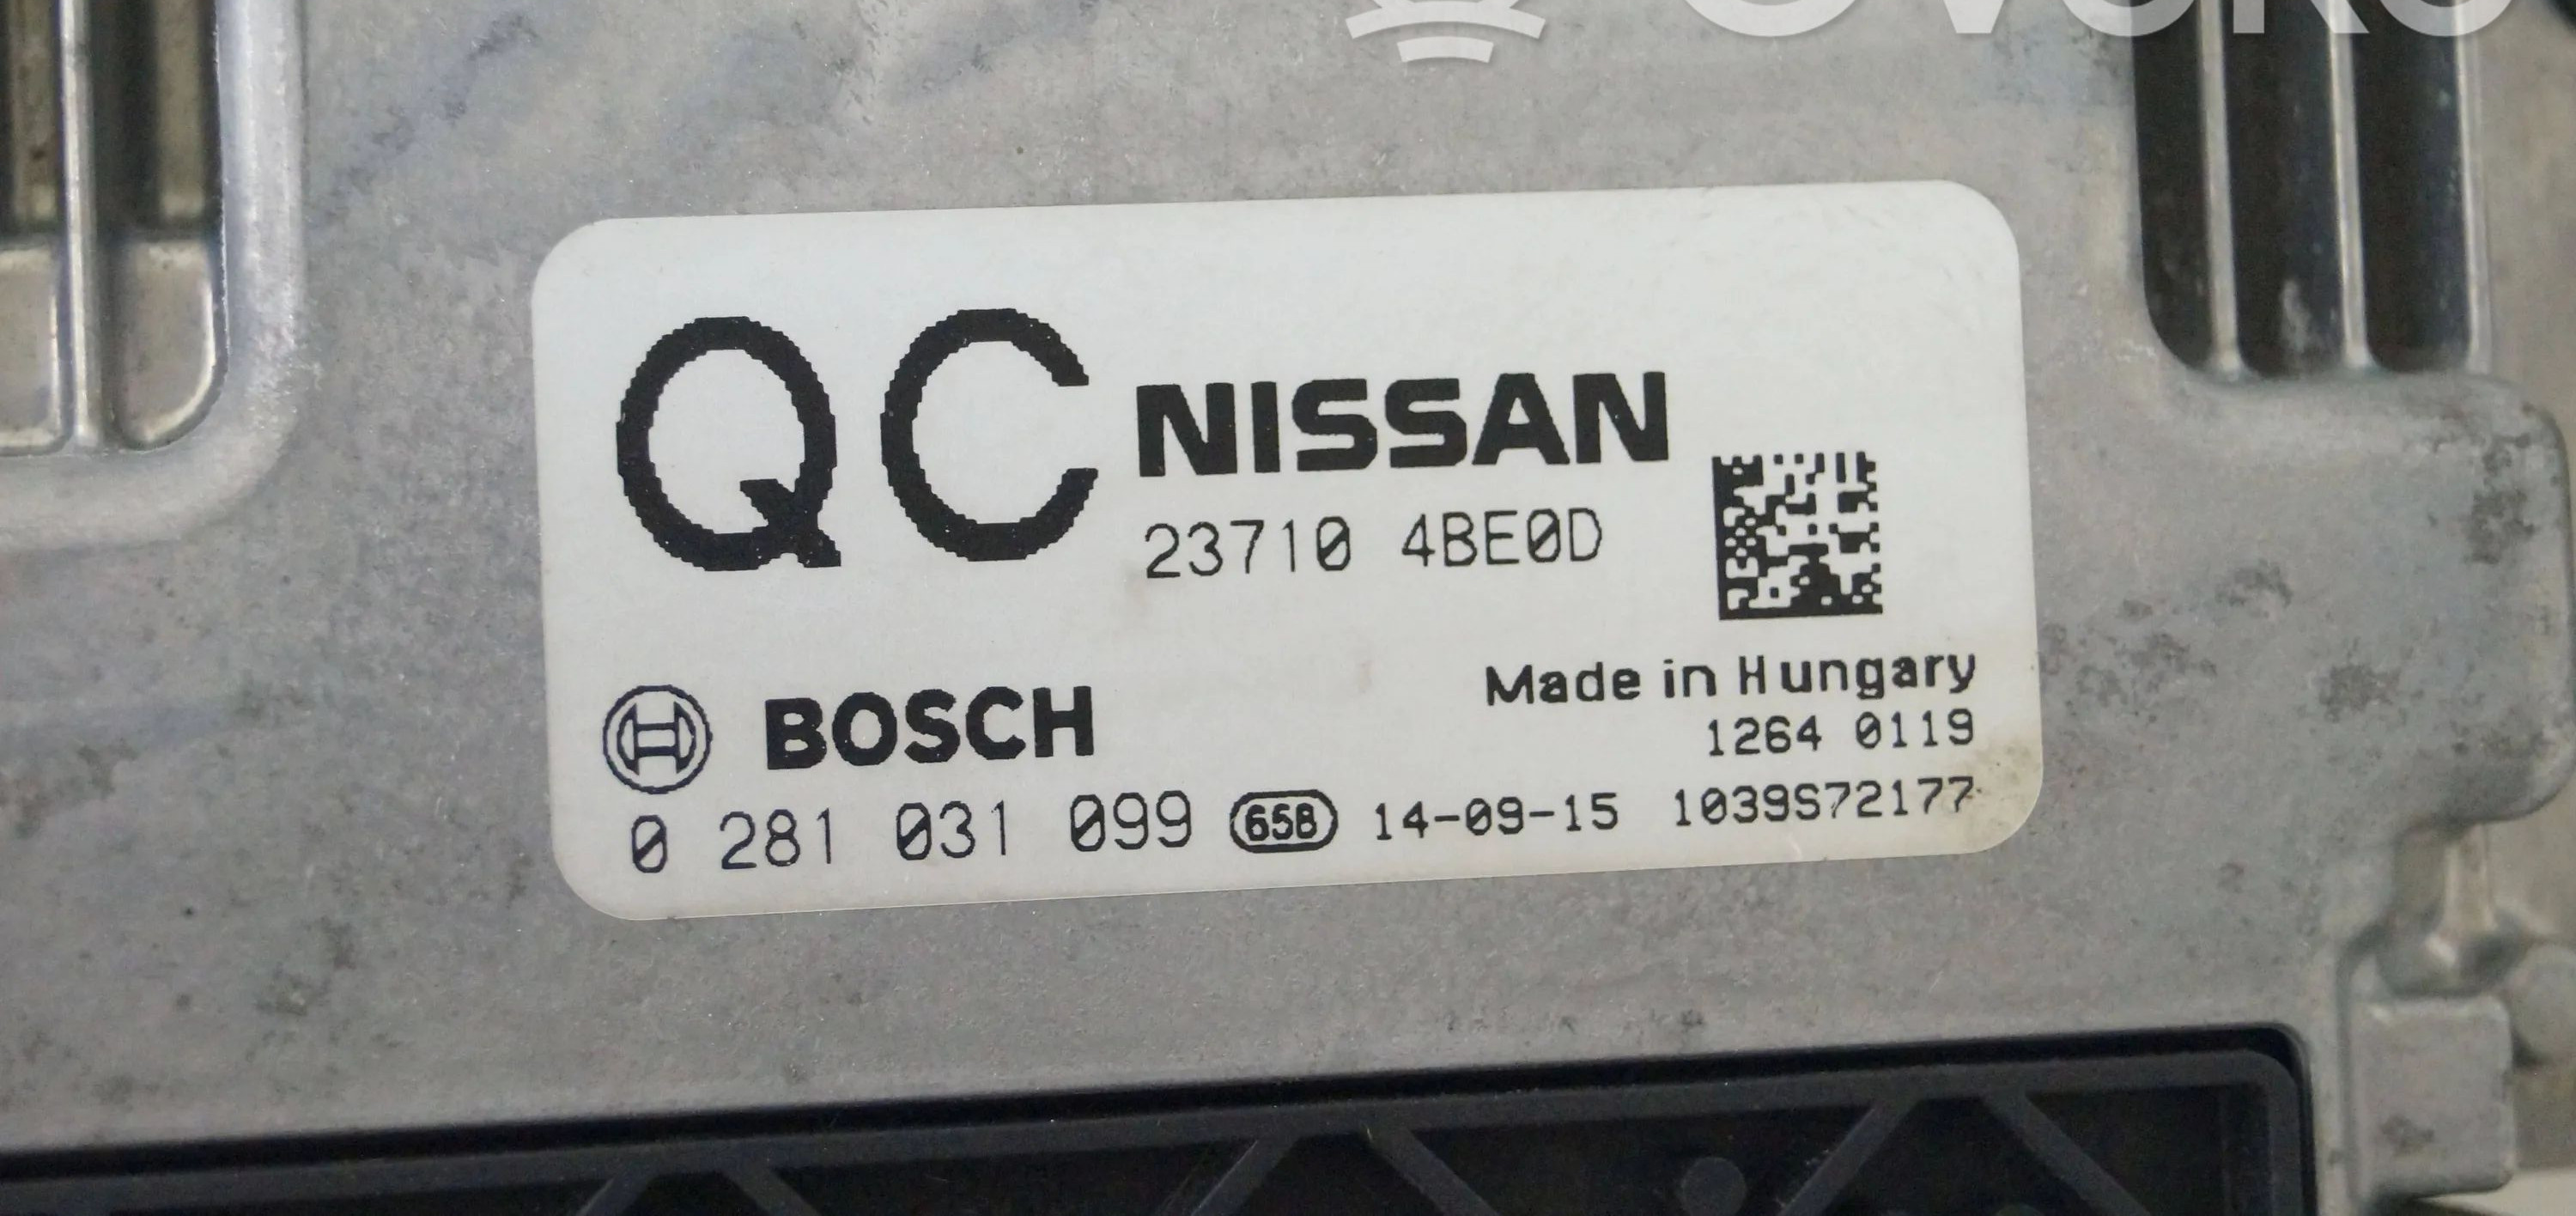 QC NISSAN
23710 4BE0D
BOSCH
Made in Hungary
1264 0119
0 281 031 099 658 14-09-15 1039S72177